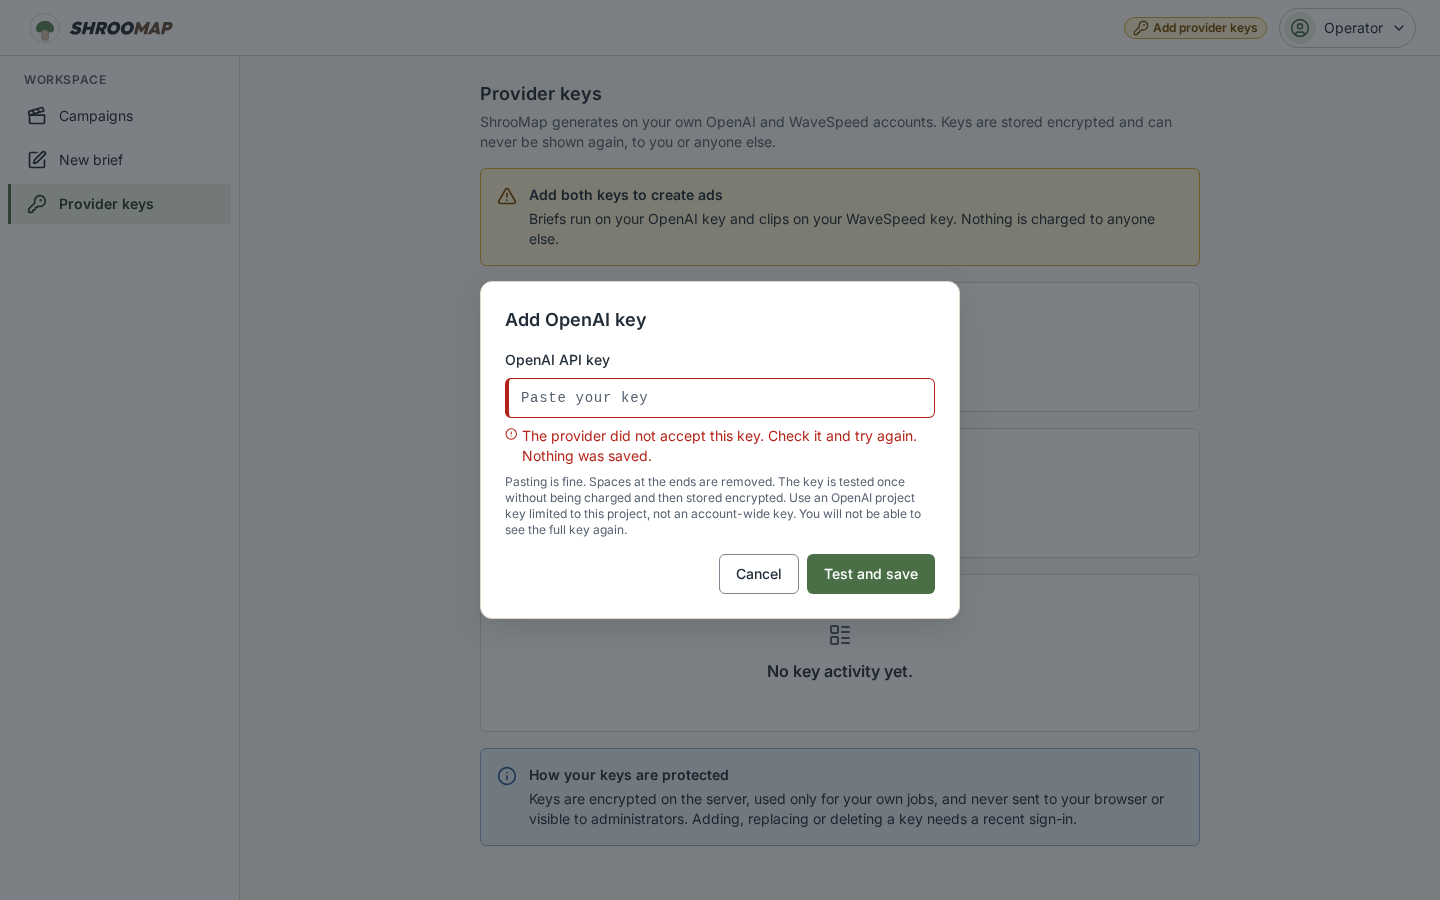 SHROOMAP
Add provider keys
Operator
WORKSPACE
Campaigns
New brief
Provider keys
Provider keys
ShrooMap generates on your own OpenAI and WaveSpeed accounts. Keys are stored encrypted and can
never be shown again, to you or anyone else.
Add both keys to create ads
Briefs run on your OpenAI key and clips on your WaveSpeed key. Nothing is charged to anyone
else.
Add OpenAI key
OpenAI API key
Paste your key
The provider did not accept this key. Check it and try again.
Nothing was saved.
Pasting is fine. Spaces at the ends are removed. The key is tested once
without being charged and then stored encrypted. Use an OpenAI project
key limited to this project, not an account-wide key. You will not be able to
see the full key again.
Cancel
Test and save
No key activity yet.
How your keys are protected
Keys are encrypted on the server, used only for your own jobs, and never sent to your browser or
visible to administrators. Adding, replacing or deleting a key needs a recent sign-in.